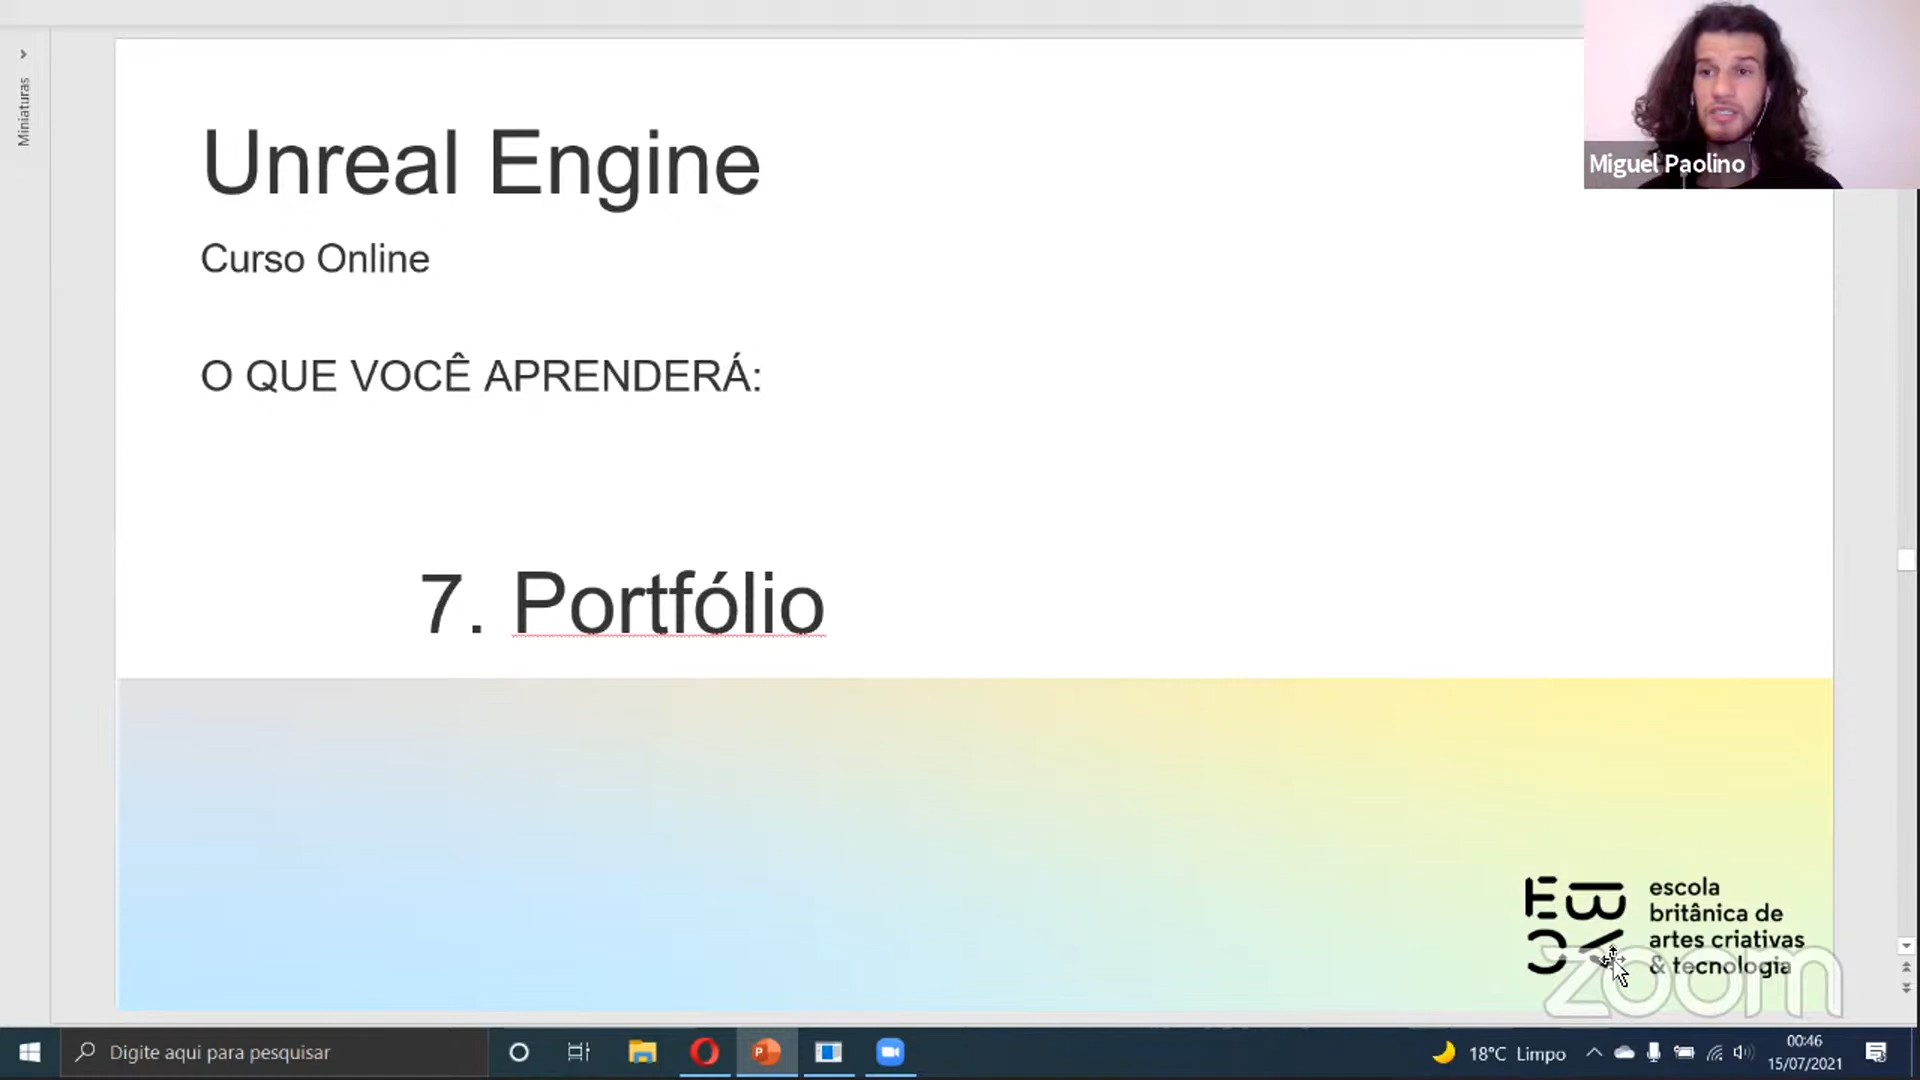 Miniaturas
Unreal Engine
Curso Online
O QUE VOCÊ APRENDERÁ:
7. Portfólio
Miguel Paolino
EBAC
escola
britânica de
artes criativas
& tecnologia
zoom
Digite aqui para pesquisar
18°C Limpo
00:46
15/07/2021